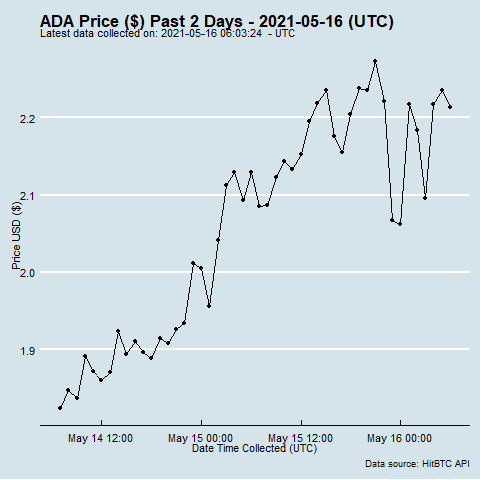 ADA Price ($) Past 2 Days - 2021-05-16 (UTC)
Latest data collected on: 2021-05-16 06:03:24 - UTC
Price USD ($)
2.2
2.1
2.0
1.9
May 14 12:00 May 15 00:00 May 15 12:00 May 16 00:00
Date Time Collected (UTC)
Data source: HitBTC API